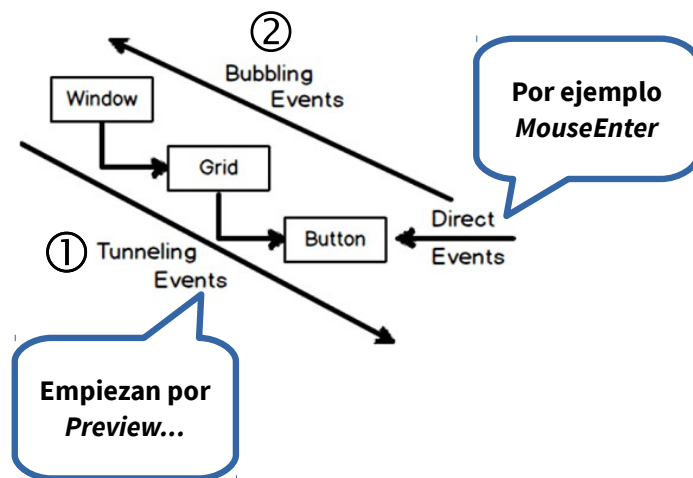 ②
Bubbling
Events
Window
Por ejemplo
MouseEnter
Grid
Direct
Events
Button
① Tunneling
Events
Empiezan por
Preview...